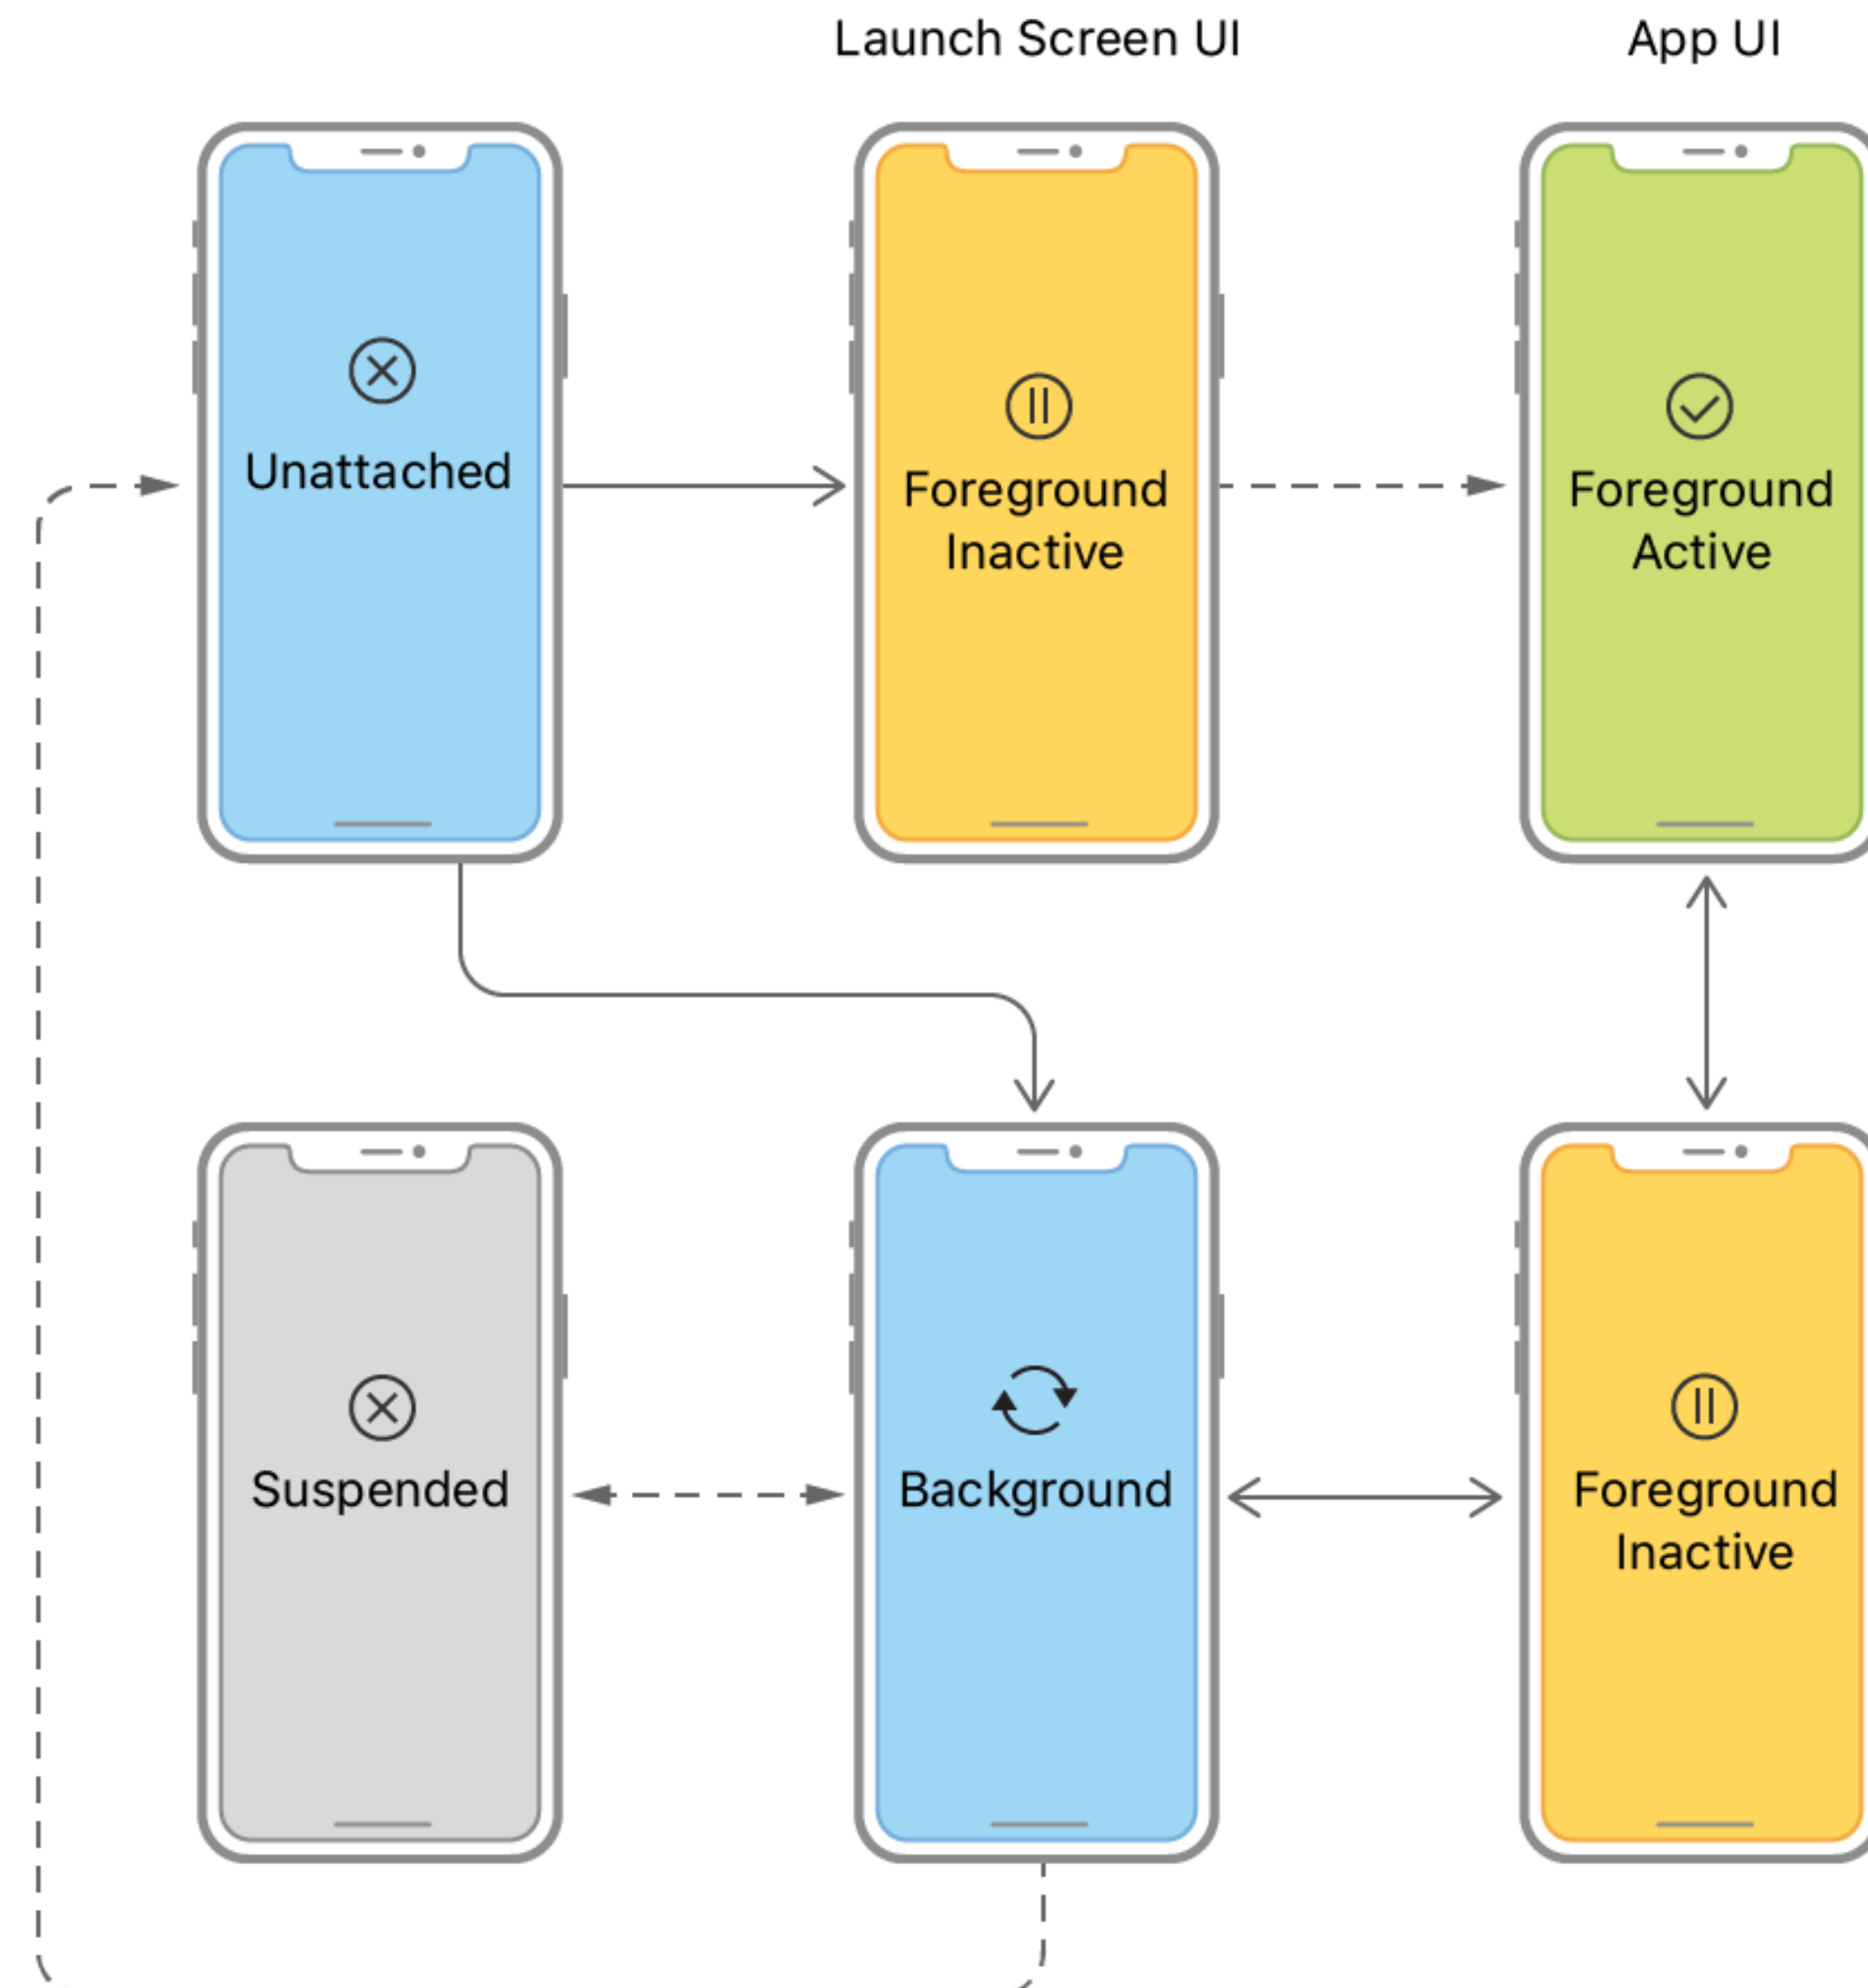 Launch Screen UI
App UI
Unattached
Foreground
Inactive
Foreground
Active
Suspended
Background
Foreground
Inactive